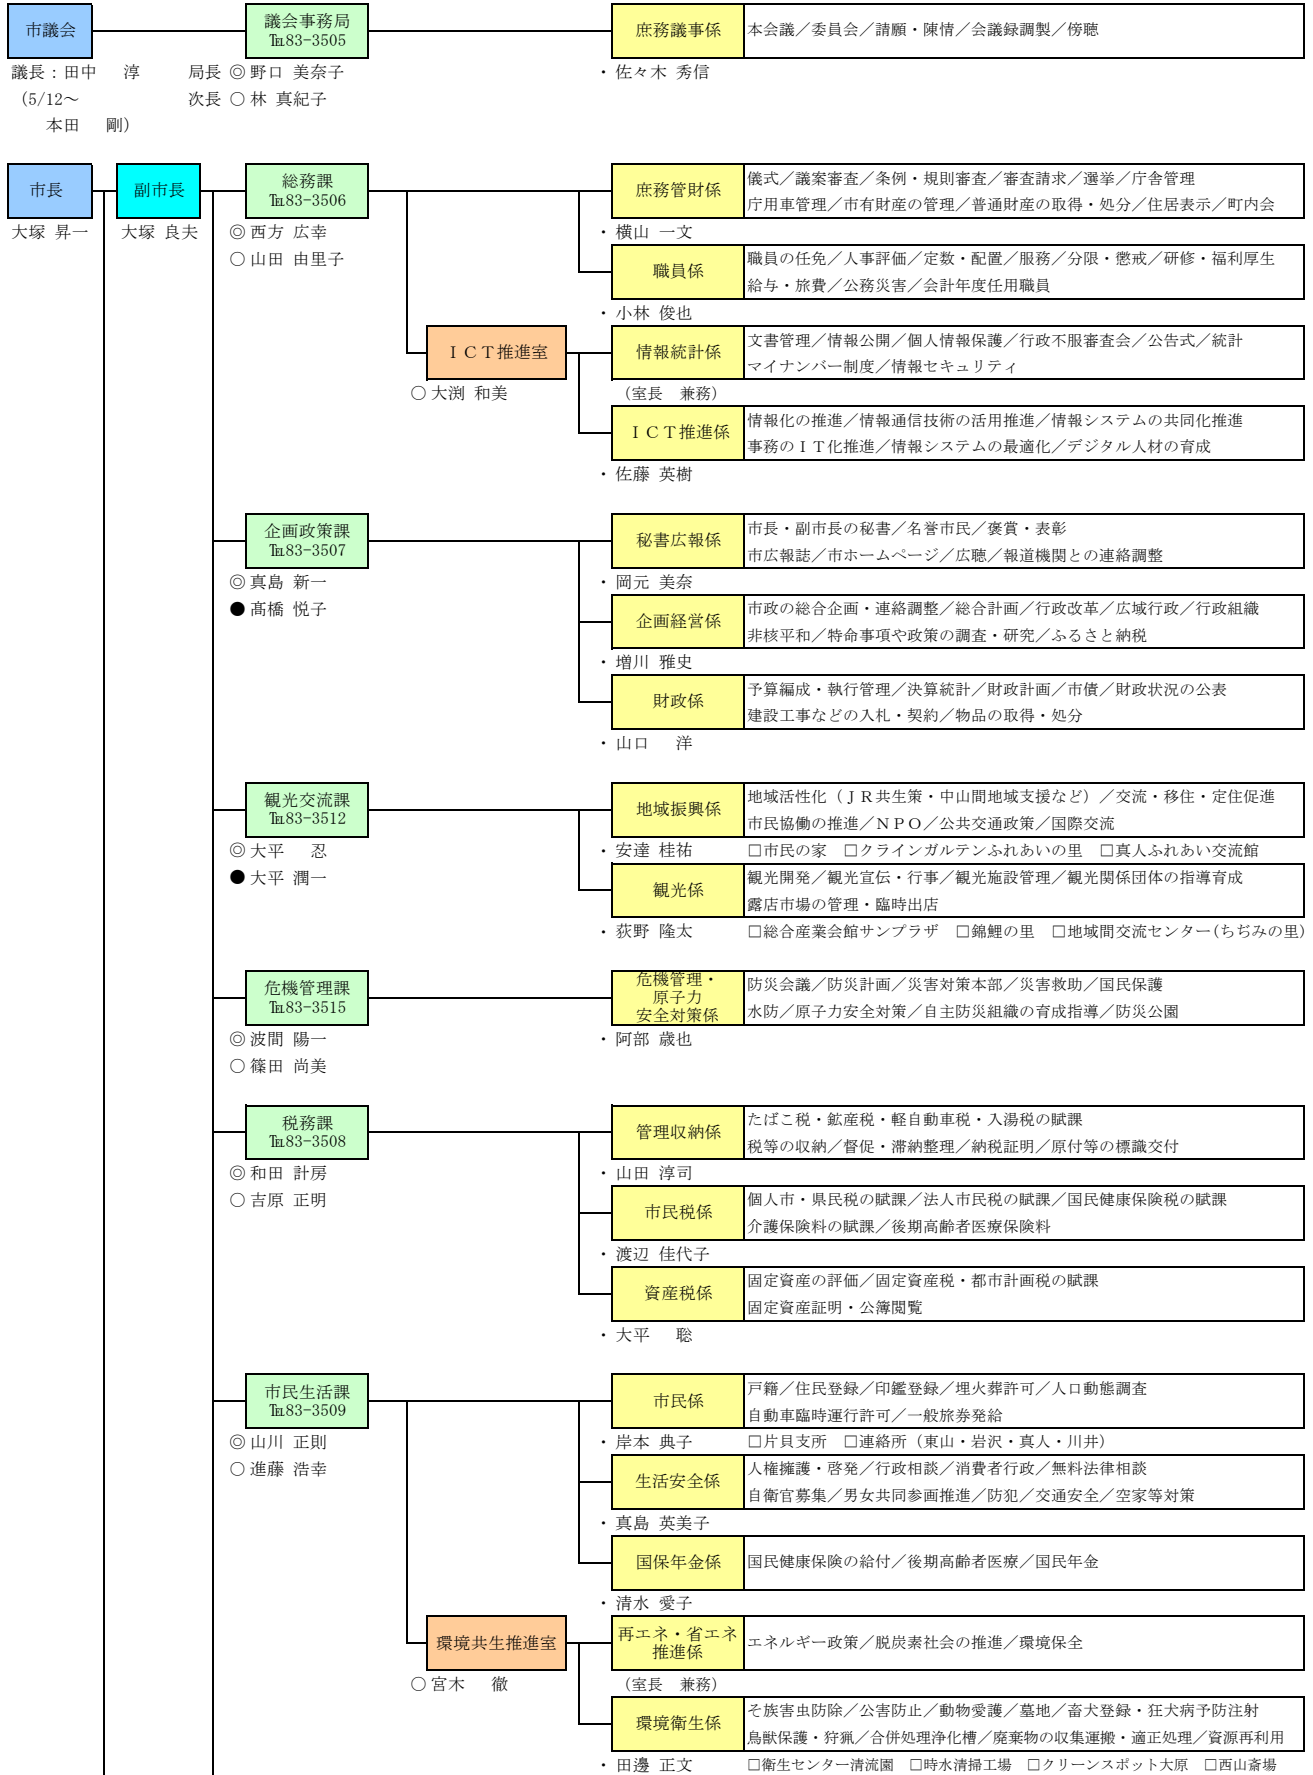 市議会
議会事務局
℡83-3505
庶務議事係
本会議／委員会／請願・陳情／会議録調製／傍聴
議長：田中　淳
（5/12～
本田　剛）
局長 ◎ 野口 美奈子
次長 ○ 林 真紀子
・ 佐々木 秀信
市長
大塚 昇一
副市長
大塚 良夫
総務課
℡83-3506
◎ 西方 広幸
○ 山田 由里子
庶務管財係
儀式／議案審査／条例・規則審査／審査請求／選挙／庁舎管理
庁用車管理／市有財産の管理／普通財産の取得・処分／住居表示／町内会
・ 横山 一文
職員係
職員の任免／人事評価／定数・配置／服務／分限・懲戒／研修・福利厚生
給与・旅費／公務災害／会計年度任用職員
・ 小林 俊也
ＩＣＴ推進室
○ 大渕 和美
情報統計係
文書管理／情報公開／個人情報保護／行政不服審査会／公告式／統計
マイナンバー制度／情報セキュリティ
（室長　兼務）
ＩＣＴ推進係
情報化の推進／情報通信技術の活用推進／情報システムの共同化推進
事務のＩＴ化推進／情報システムの最適化／デジタル人材の育成
・ 佐藤 英樹
企画政策課
℡83-3507
◎ 真島 新一
● 髙橋 悦子
秘書広報係
市長・副市長の秘書／名誉市民／褒賞・表彰
市広報誌／市ホームページ／広聴／報道機関との連絡調整
・ 岡元 美奈
企画経営係
市政の総合企画・連絡調整／総合計画／行政改革／広域行政／行政組織
非核平和／特命事項や政策の調査・研究／ふるさと納税
・ 増川 雅史
財政係
予算編成・執行管理／決算統計／財政計画／市債／財政状況の公表
建設工事などの入札・契約／物品の取得・処分
・ 山口　洋
観光交流課
℡83-3512
◎ 大平　忍
● 大平 潤一
地域振興係
地域活性化（ＪＲ共生策・中山間地域支援など）／交流・移住・定住促進
市民協働の推進／ＮＰＯ／公共交通政策／国際交流
・ 安達 桂祐
□市民の家　□クラインガルテンふれあいの里　□真人ふれあい交流館
観光係
観光開発／観光宣伝・行事／観光施設管理／観光関係団体の指導育成
露店市場の管理・臨時出店
・ 荻野 隆太
□総合産業会館サンプラザ　□錦鯉の里　□地域間交流センター(ちぢみの里)
危機管理課
℡83-3515
◎ 波間 陽一
○ 篠田 尚美
危機管理・
原子力
安全対策係
防災会議／防災計画／災害対策本部／災害救助／国民保護
水防／原子力安全対策／自主防災組織の育成指導／防災公園
・ 阿部 歳也
税務課
℡83-3508
◎ 和田 計房
○ 吉原 正明
管理収納係
たばこ税・鉱産税・軽自動車税・入湯税の賦課
税等の収納／督促・滞納整理／納税証明／原付等の標識交付
・ 山田 淳司
市民税係
個人市・県民税の賦課／法人市民税の賦課／国民健康保険税の賦課
介護保険料の賦課／後期高齢者医療保険料
・ 渡辺 佳代子
資産税係
固定資産の評価／固定資産税・都市計画税の賦課
固定資産証明・公簿閲覧
・ 大平　聡
市民生活課
℡83-3509
◎ 山川 正則
○ 進藤 浩幸
市民係
戸籍／住民登録／印鑑登録／埋火葬許可／人口動態調査
自動車臨時運行許可／一般旅券発給
・ 岸本 典子
□片貝支所　□連絡所（東山・岩沢・真人・川井）
生活安全係
人権擁護・啓発／行政相談／消費者行政／無料法律相談
自衛官募集／男女共同参画推進／防犯／交通安全／空家等対策
・ 真島 英美子
国保年金係
国民健康保険の給付／後期高齢者医療／国民年金
・ 清水 愛子
環境共生推進室
○ 宮木　徹
再エネ・省エネ
推進係
エネルギー政策／脱炭素社会の推進／環境保全
（室長　兼務）
環境衛生係
そ族害虫防除／公害防止／動物愛護／墓地／畜犬登録・狂犬病予防注射
鳥獣保護・狩猟／合併処理浄化槽／廃棄物の収集運搬・適正処理／資源再利用
・ 田邊 正文
□衛生センター清流園　□時水清掃工場　□クリーンスポット大原　□西山斎場